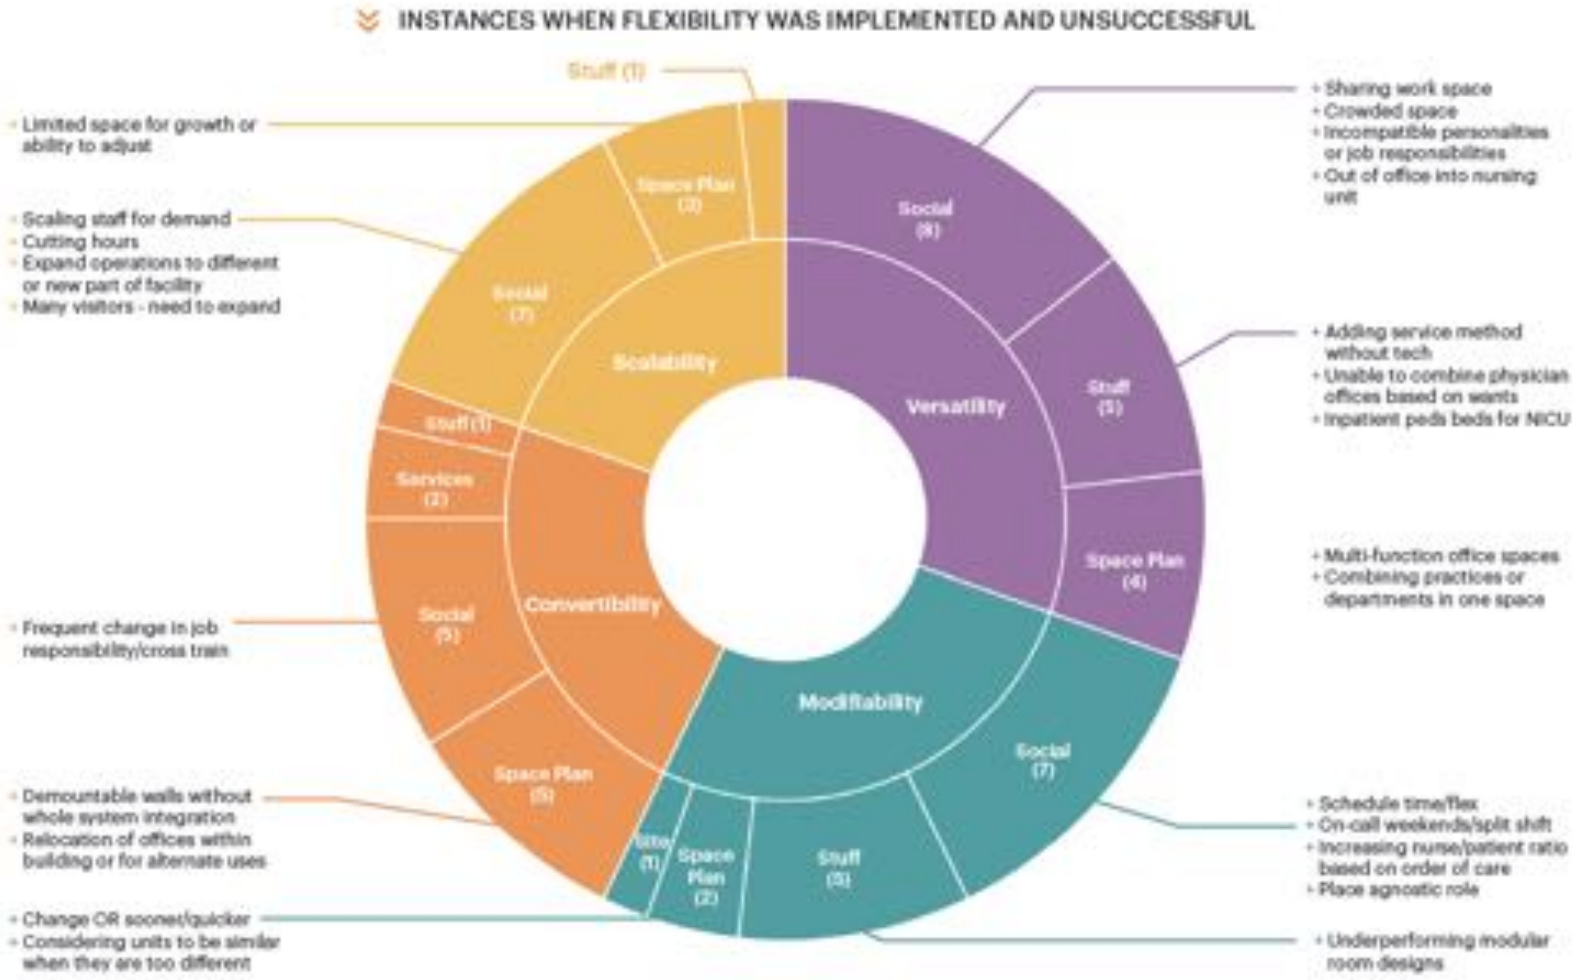 INSTANCES WHEN FLEXIBILITY WAS IMPLEMENTED AND UNSUCCESSFUL
Stuff (1)
+ Limited space for growth or
ability to adjust
+ Scaling staff for demand
+ Cutting hours
+ Expand operations to different
or new part of facility
+ Many visitors - need to expand
+ Frequent change in job
responsibility/cross train
+ Demountable walls without
whole system integration
+ Relocation of offices within
building or for alternate uses
+ Change OR sooner/quicker
+ Considering units to be similar
when they are too different
Space Plan
(3)
Social
(7)
Scalability
Stuff (1)
Services
(2)
Social
(5)
Convertibility
Space Plan
(5)
Social
(8)
Versatility
Stuff
(5)
Space Plan
(4)
Modifiability
Social
(7)
Stuff
(5)
Space
Plan
(2)
Site
(1)
+ Sharing work space
+ Crowded space
+ Incompatible personalities
or job responsibilities
+ Out of office into nursing
unit
+ Adding service method
without tech
+ Unable to combine physician
offices based on wants
+ Inpatient peds beds for NICU
+ Multi-function office spaces
+ Combining practices or
departments in one space
+ Schedule time/flex
+ On-call weekends/split shift
+ Increasing nurse/patient ratio
based on order of care
+ Place agnostic role
+ Underperforming modular
room designs